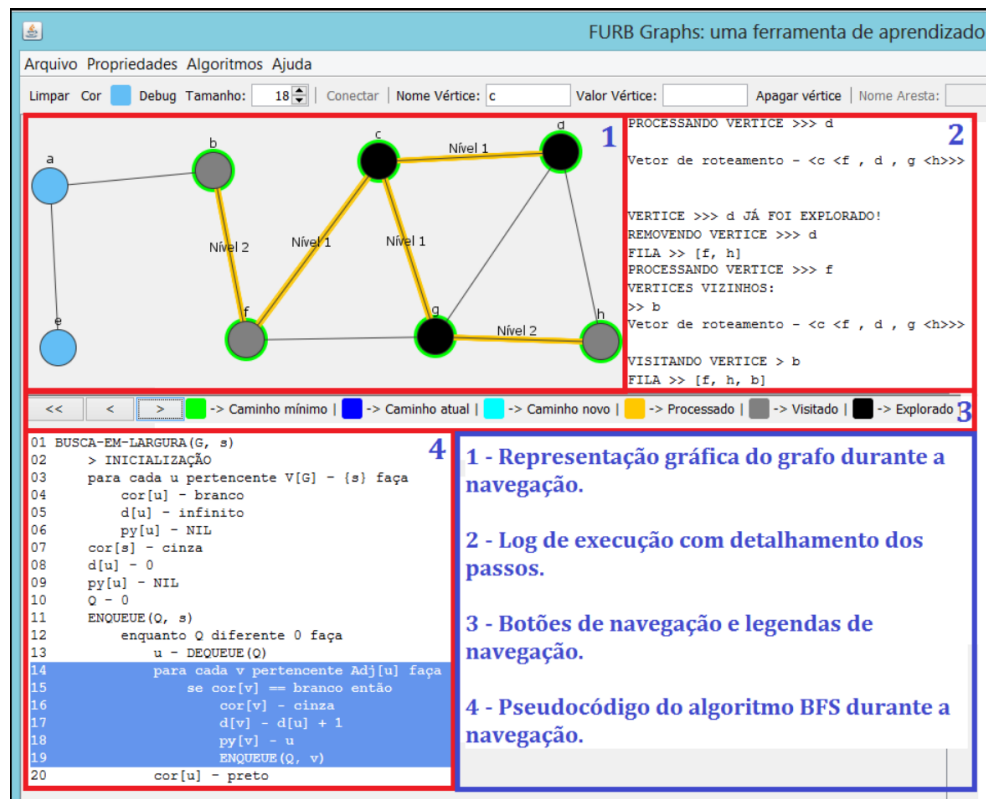 FURB Graphs: uma ferramenta de aprendizado
Arquivo Propriedades Algoritmos Ajuda
Limpar Cor Debug Tamanho: 18 Conectar Nome Vértice: c Valor Vértice: Apagar vértice Nome Aresta:
1
a
b
c
d
e
f
g
h
Nível 1
Nível 2
Nível 1
Nível 1
Nível 2
2
PROCESSANDO VERTICE >>> d
Vetor de roteamento - <c <f , d , g <h>>>
VERTICE >>> d JÁ FOI EXPLORADO!
REMOVENDO VERTICE >>> d
FILA >> [f, h]
PROCESSANDO VERTICE >>> f
VERTICES VIZINHOS:
>> b
Vetor de roteamento - <c <f , d , g <h>>>
VISITANDO VERTICE > b
FILA >> [f, h, b]
<< < > -> Caminho mínimo | -> Caminho atual | -> Caminho novo | -> Processado | -> Visitado | -> Explorado 3
4
01 BUSCA-EM-LARGURA(G, s)
02 > INICIALIZAÇÃO
03 para cada u pertencente V[G] - {s} faça
04 cor[u] - branco
05 d[u] - infinito
06 py[u] - NIL
07 cor[s] - cinza
08 d[u] - 0
09 py[u] - NIL
10 Q - 0
11 ENQUEUE(Q, s)
12 enquanto Q diferente 0 faça
13 u - DEQUEUE(Q)
14 para cada v pertencente Adj[u] faça
15 se cor[v] == branco então
16 cor[v] - cinza
17 d[v] - d[u] + 1
18 py[v] - u
19 ENQUEUE(Q, v)
20 cor[u] - preto
1 - Representação gráfica do grafo durante a
navegação.
2 - Log de execução com detalhamento dos
passos.
3 - Botões de navegação e legendas de
navegação.
4 - Pseudocódigo do algoritmo BFS durante a
navegação.